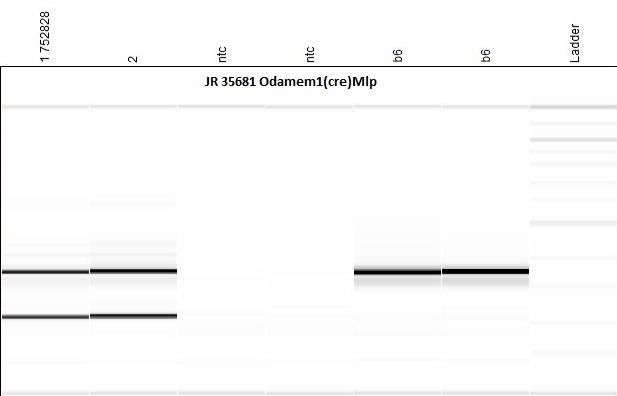 1 752828
2
ntc
ntc
b6
b6
Ladder
JR 35681 Odamem1(cre)Mlp